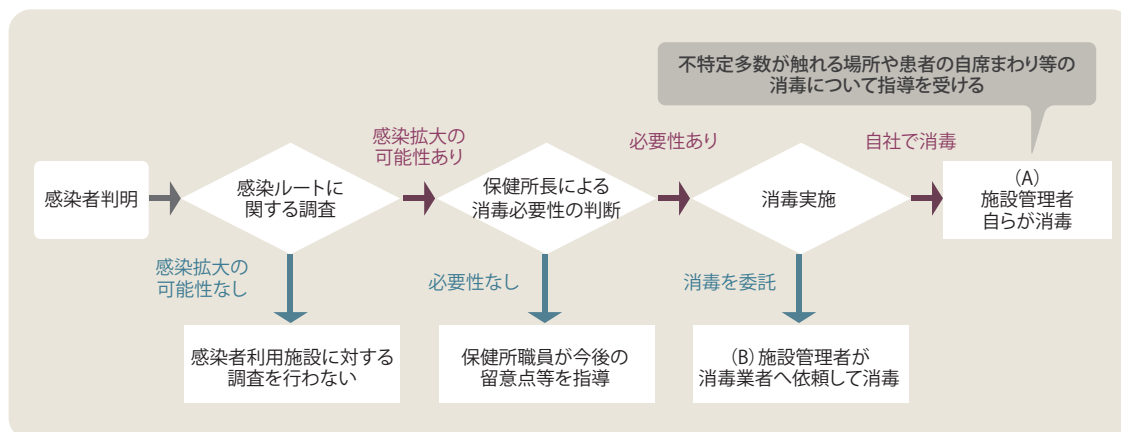 不特定多数が触れる場所や患者の自席まわり等の
消毒について指導を受ける
感染拡大の
可能性あり
必要性あり
自社で消毒
感染者判明
感染ルートに
関する調査
保健所長による
消毒必要性の判断
消毒実施
(A)
施設管理者
自らが消毒
感染拡大の
可能性なし
必要性なし
消毒を委託
感染者利用施設に対する
調査を行わない
保健所職員が今後の
留意点等を指導
(B)施設管理者が
消毒業者へ依頼して消毒